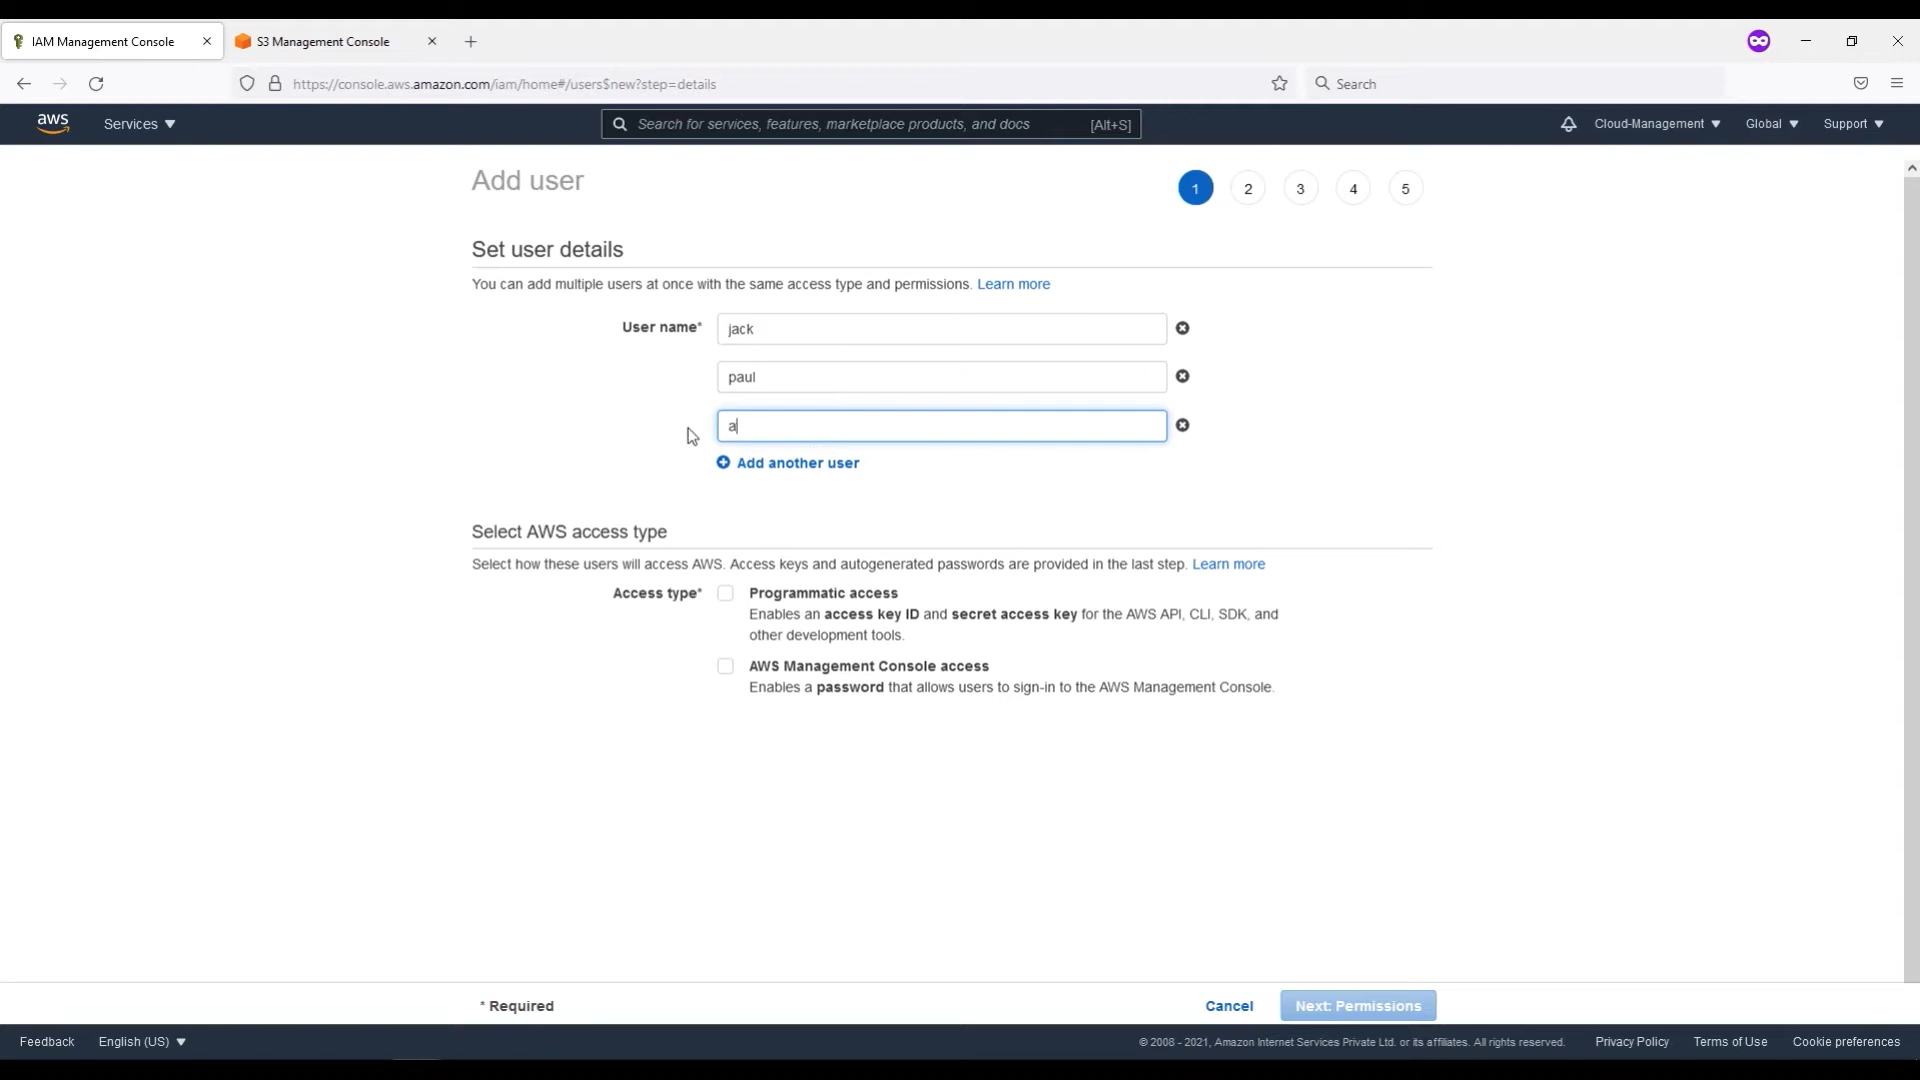 IAM Management Console
S3 Management Console
https://console.aws.amazon.com/iam/home#/users$new?step=details
Search
aws
Services
Search for services, features, marketplace products, and docs [Alt+S]
Cloud-Management
Global
Support
Add user
1 2 3 4 5
Set user details
You can add multiple users at once with the same access type and permissions. Learn more
User name* jack
paul
a
Add another user
Select AWS access type
Select how these users will access AWS. Access keys and autogenerated passwords are provided in the last step. Learn more
Access type* Programmatic access
Enables an access key ID and secret access key for the AWS API, CLI, SDK, and
other development tools.
AWS Management Console access
Enables a password that allows users to sign-in to the AWS Management Console.
* Required
Cancel
Next: Permissions
Feedback
English (US)
© 2008 - 2021, Amazon Internet Services Private Ltd. or its affiliates. All rights reserved.
Privacy Policy
Terms of Use
Cookie preferences